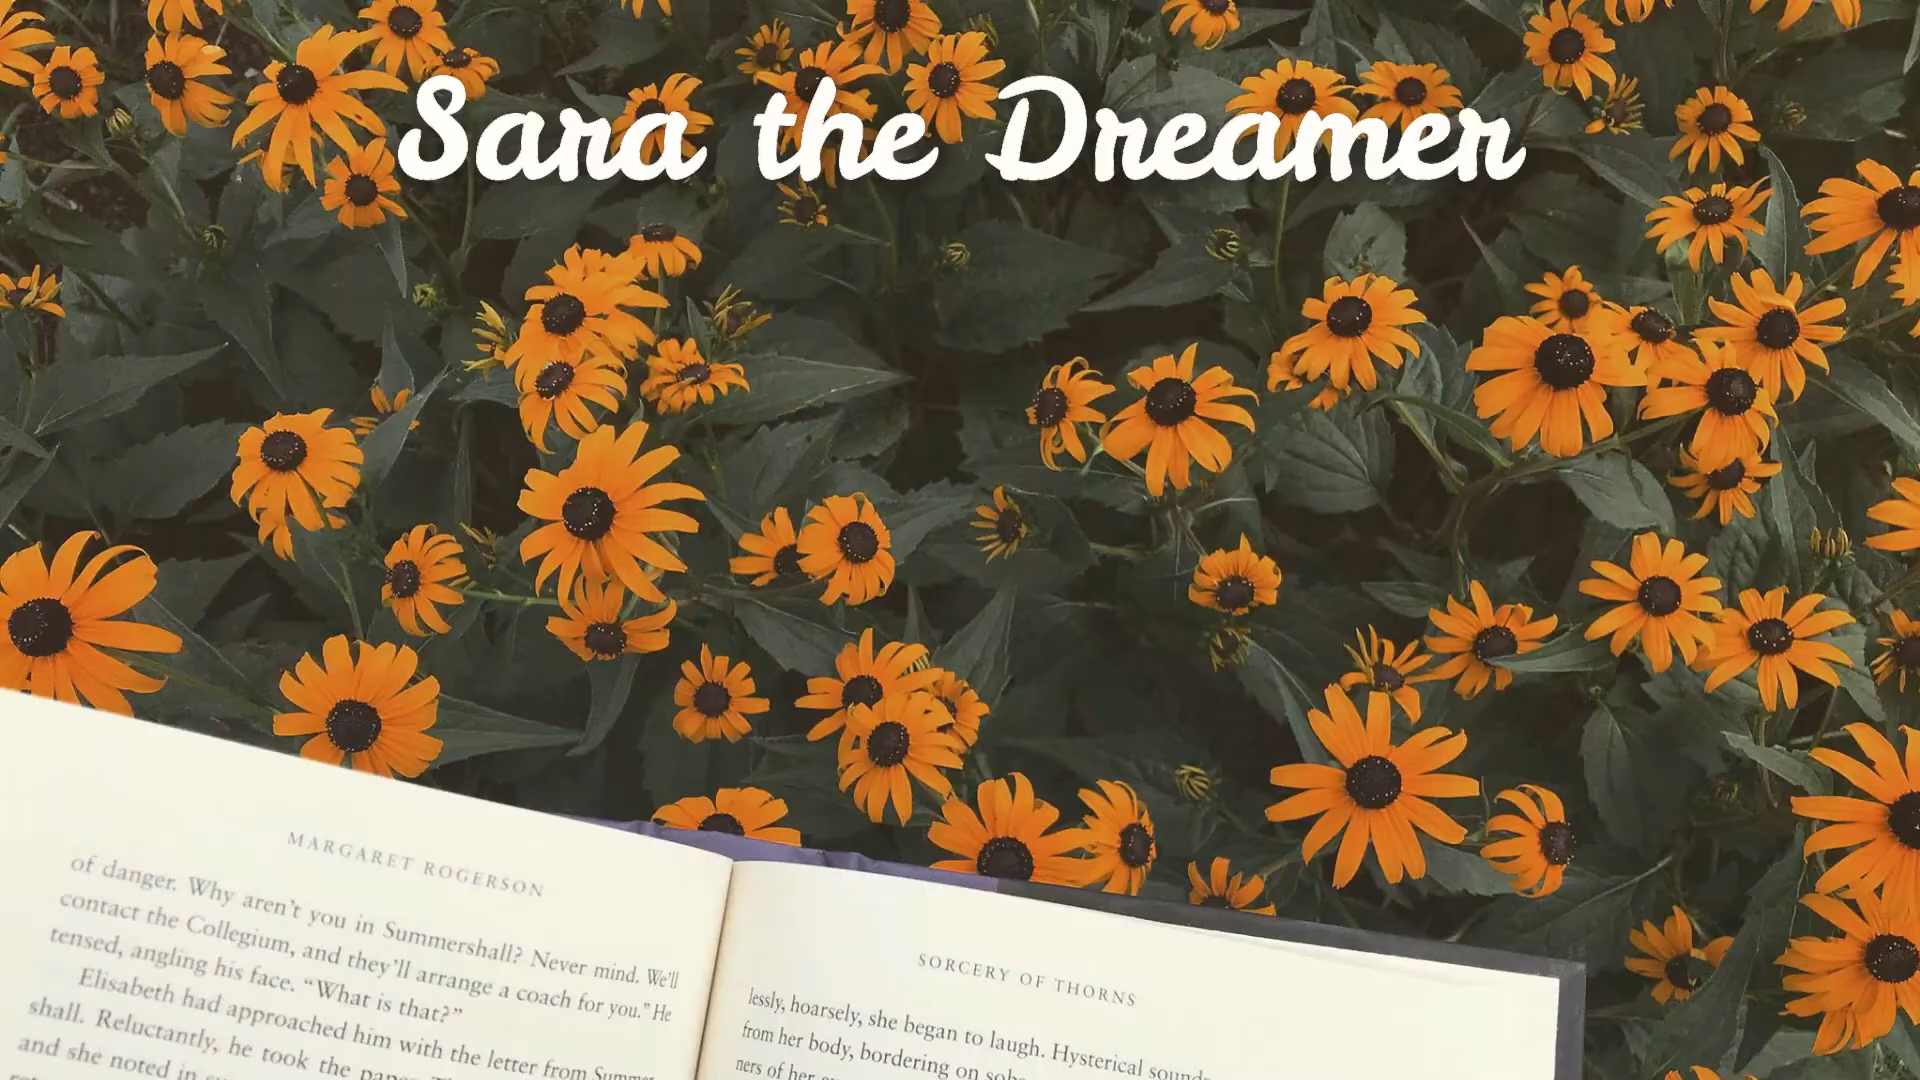 Sara the Dreamer
MARGARET ROGERSON
of danger. Why aren't you in Summershall? Never mind. We'll
contact the Collegium, and they'll arrange a coach for you." He
tensed, angling his face. "What is that?"
Elisabeth had approached him with the letter from Summer-
shall. Reluctantly, he took the
and she noted in
SORCERY OF THORNS
lessly, hoarsely, she began to laugh. Hysterical
from her body, bordering on
ners of her